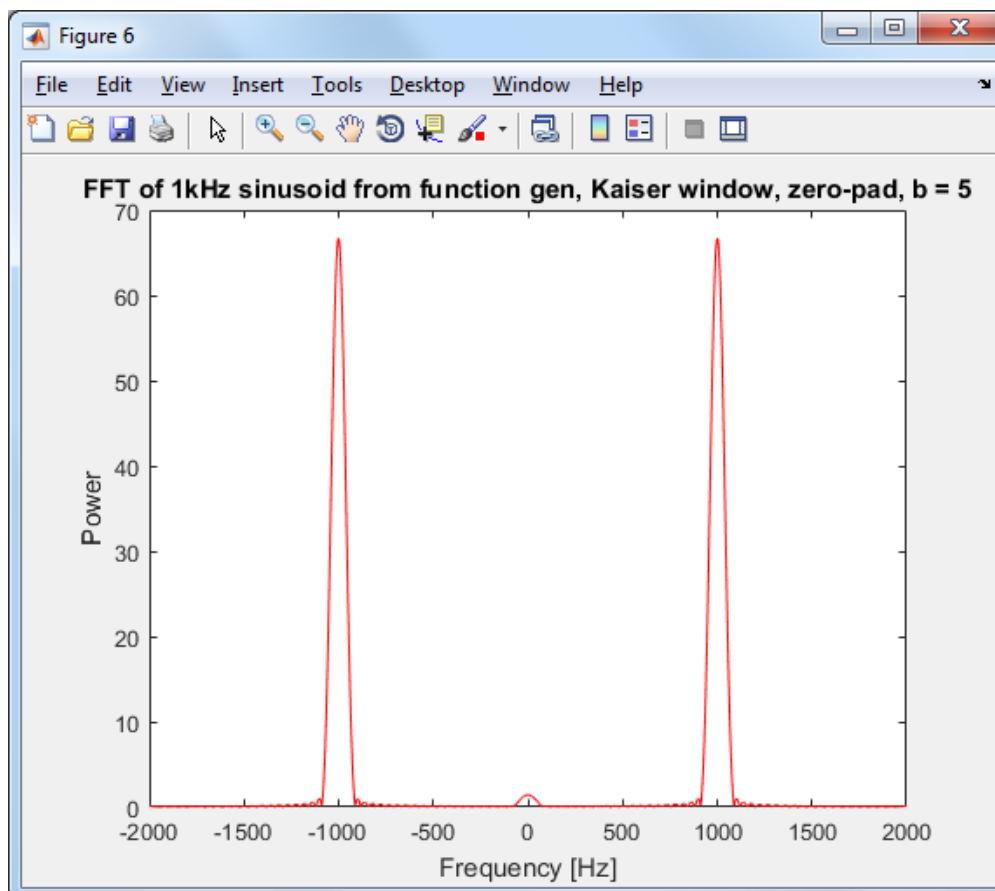 Figure 6
File Edit View Insert Tools Desktop Window Help
FFT of 1kHz sinusoid from function gen, Kaiser window, zero-pad, b = 5
70
60
50
40
30
20
10
0
Power
-2000 -1500 -1000 -500 0 500 1000 1500 2000
Frequency [Hz]